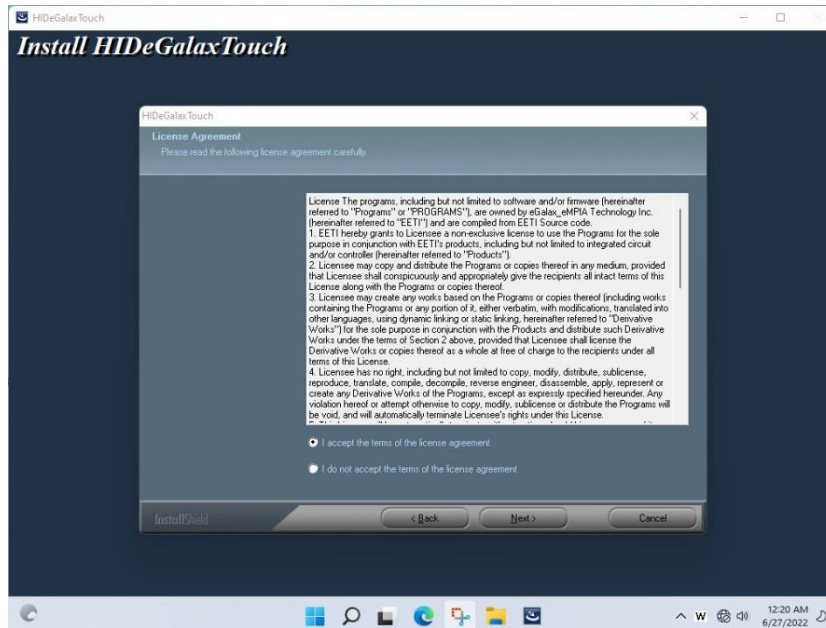 HIDeGalaxTouch
Install HIDeGalaxTouch
HIDeGalaxTouch
License Agreement
Please read the following license agreement carefully.
License The programs, including but not limited to software and/or firmware (hereinafter
referred to "Programs" or "PROGRAMS"), are owned by eGalax_eMPIA Technology Inc.
(hereinafter referred to "EETI") and are compiled from EETI Source code.
1. EETI hereby grants to Licensee a non-exclusive license to use the Programs for the sole
purpose in conjunction with EETI's products, including but not limited to integrated circuit
and/or controller (hereinafter referred to "Products").
2. Licensee may copy and distribute the Programs or copies thereof in any medium, provided
that Licensee shall conspicuously and appropriately give the recipients all intact terms of this
License along with the Programs or copies thereof.
3. Licensee may create any works based on the Programs or copies thereof (including works
containing the Programs or any portion of it, either verbatim, with modifications, translated into
other languages, using dynamic linking or static linking, hereinafter referred to "Derivative
Works") for the sole purpose in conjunction with the Products and distribute such Derivative
Works under the terms of Section 2 above, provided that Licensee shall license the
Derivative Works or copies thereof as a whole at free of charge to the recipients under all
terms of this License.
4. Licensee has no right, including but not limited to copy, modify, distribute, sublicense,
reproduce, translate, compile, decompile, reverse engineer, disassemble, apply, represent or
create any Derivative Works of the Programs, except as expressly specified hereunder. Any
violation hereof or attempt otherwise to copy, modify, sublicense or distribute the Programs will
be void, and will automatically terminate Licensee's rights under this License.
I accept the terms of the license agreement
I do not accept the terms of the license agreement
InstallShield
< Back
Next >
Cancel
W
12:20 AM
6/27/2022